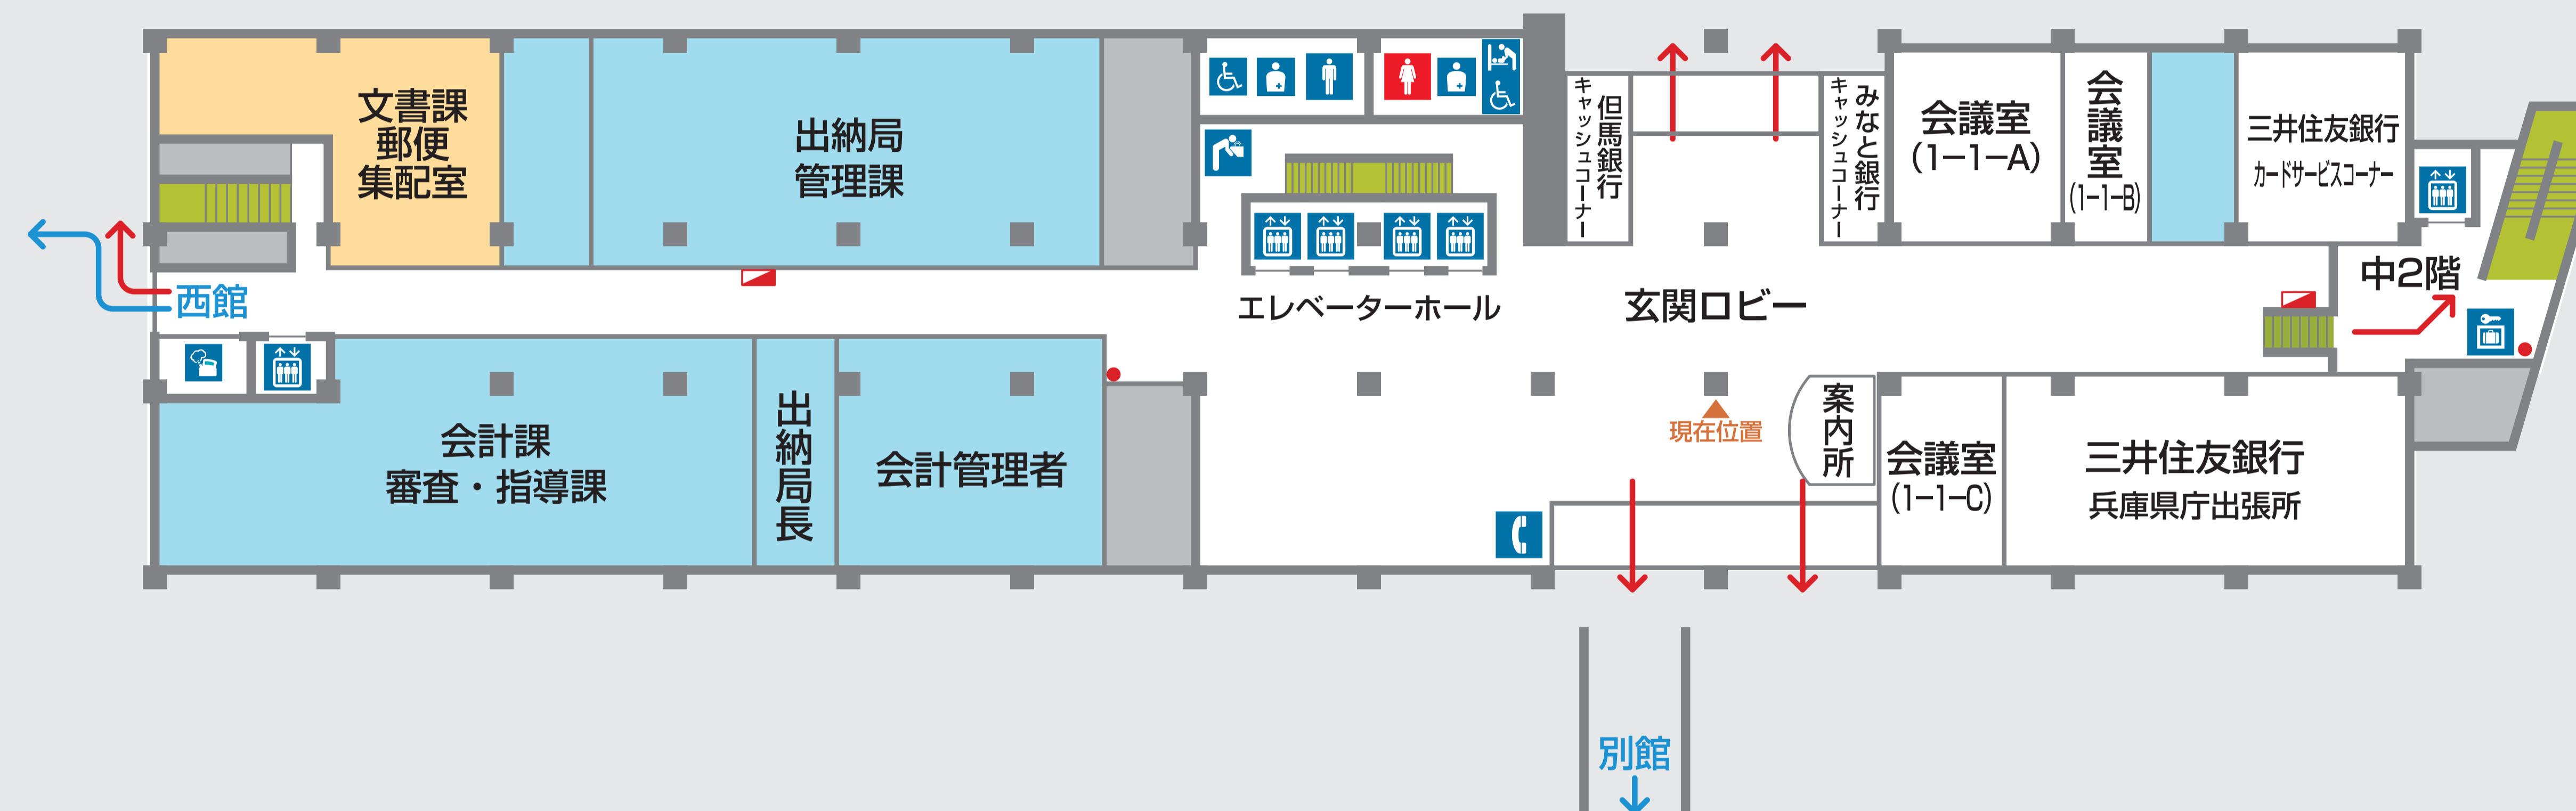 文書課
郵便
集配室
出納局
管理課
但馬銀行
キャッシュコーナー
みなと銀行
キャッシュコーナー
会議室
(1-1-A)
会議室
(1-1-B)
三井住友銀行
カードサービスコーナー
中2階
西館
エレベーターホール
玄関ロビー
現在位置
案内所
会計課
審査・指導課
出納局長
会計管理者
会議室
(1-1-C)
三井住友銀行
兵庫県庁出張所
別館